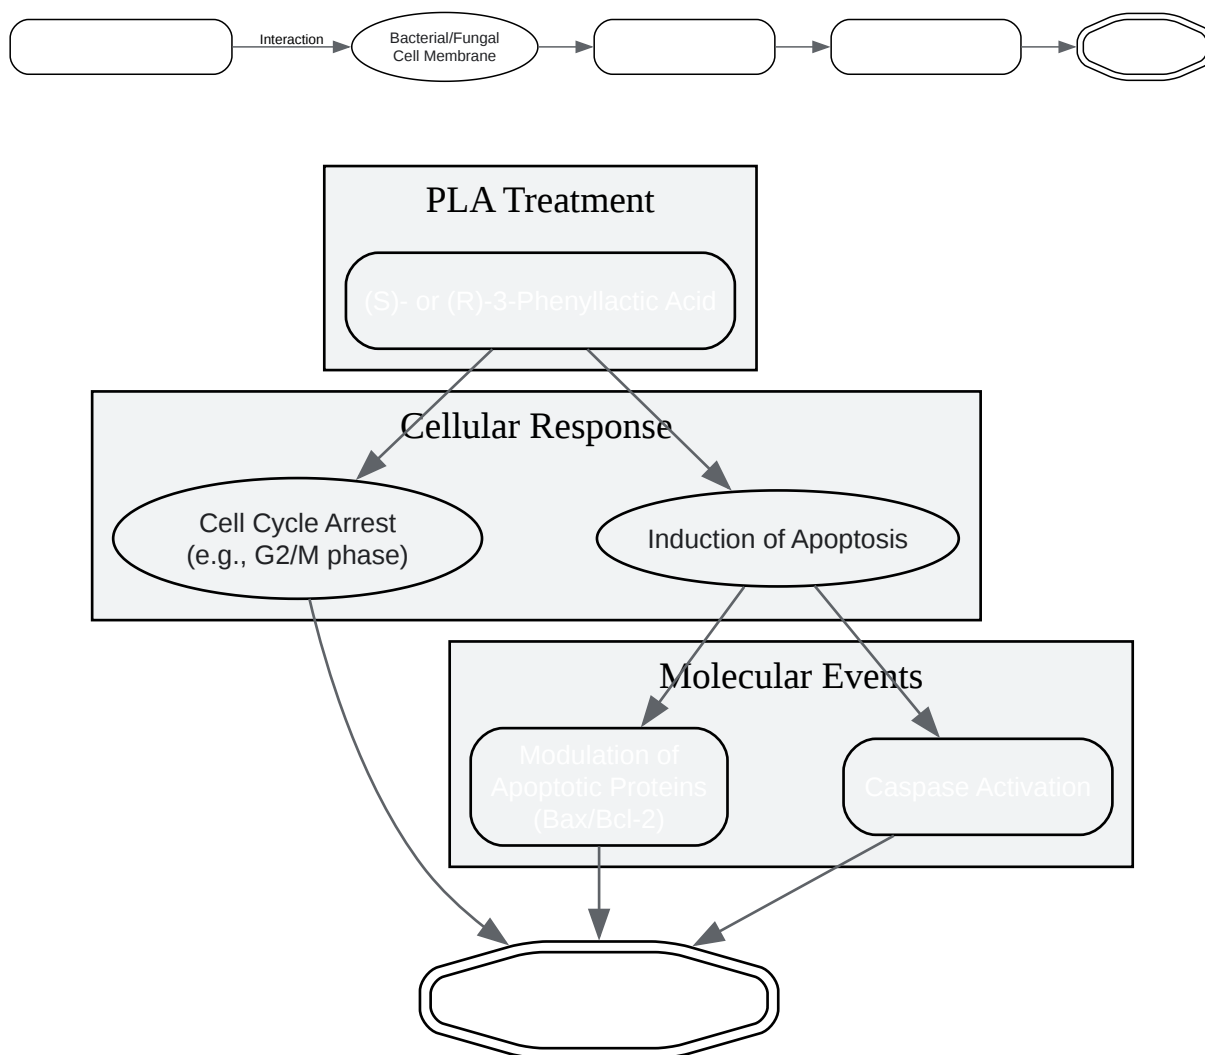 Interaction
Bacterial/Fungal
Cell Membrane
PLA Treatment
(S)- or (R)-3-Phenyllactic Acid
Cellular Response
Cell Cycle Arrest
(e.g., G2/M phase)
Induction of Apoptosis
Molecular Events
Modulation of
Apoptotic Proteins
(Bax/Bcl-2)
Caspase Activation